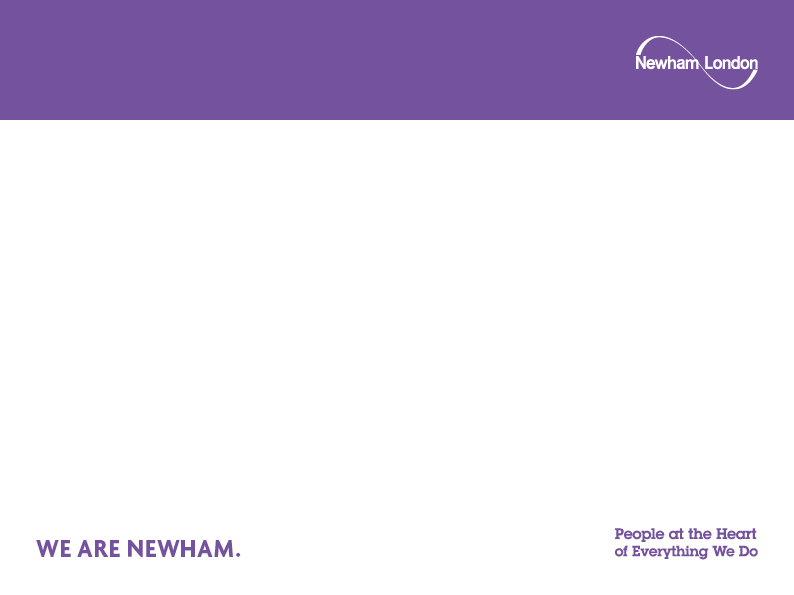 Newham London
WE ARE NEWHAM.
People at the Heart
of Everything We Do